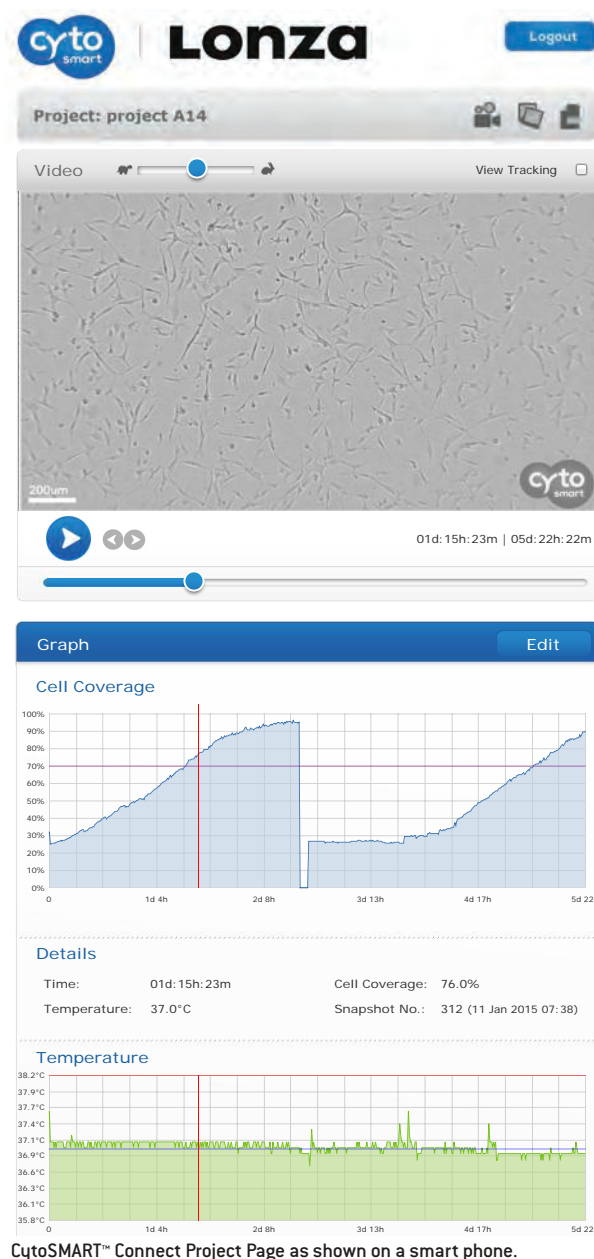 cyto smart Lonza Logout
Project: project A14
Video View Tracking
200um
cyto smart
01d:15h:23m | 05d:22h:22m
Graph Edit
Cell Coverage
100%
90%
80%
70%
60%
50%
40%
30%
20%
10%
0%
0 1d 4h 2d 8h 3d 13h 4d 17h 5d 22
Details
Time: 01d:15h:23m Cell Coverage: 76.0%
Temperature: 37.0°C Snapshot No.: 312 (11 Jan 2015 07:38)
Temperature
38.2°C
37.9°C
37.7°C
37.4°C
37.1°C
36.9°C
36.6°C
36.3°C
36.1°C
35.8°C
0 1d 4h 2d 8h 3d 13h 4d 17h 5d 22
CytoSMART™ Connect Project Page as shown on a smart phone.